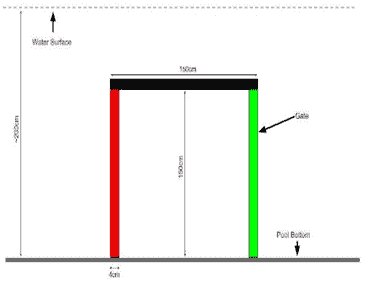 Water Surface
150cm
~200cm
150cm
Gate
Pool Bottom
4cm